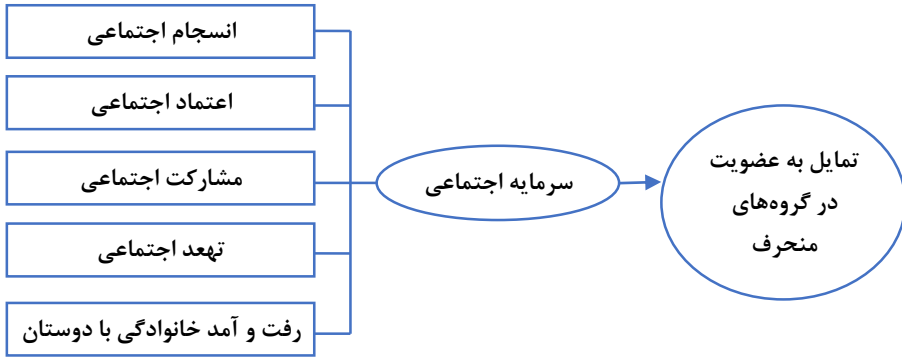 انسجام اجتماعی
اعتماد اجتماعی
مشارکت اجتماعی
تهعد اجتماعی
رفت و آمد خانوادگی با دوستان
سرمایه اجتماعی
تمایل به عضویت
در گروه‌های
منحرف